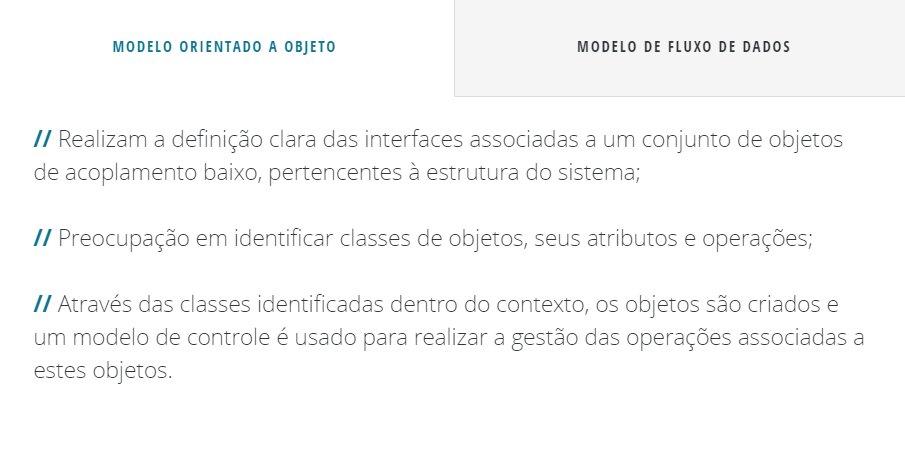 MODELO ORIENTADO A OBJETO
MODELO DE FLUXO DE DADOS
// Realizam a definição clara das interfaces associadas a um conjunto de objetos
de acoplamento baixo, pertencentes à estrutura do sistema;
// Preocupação em identificar classes de objetos, seus atributos e operações;
// Através das classes identificadas dentro do contexto, os objetos são criados e
um modelo de controle é usado para realizar a gestão das operações associadas a
estes objetos.